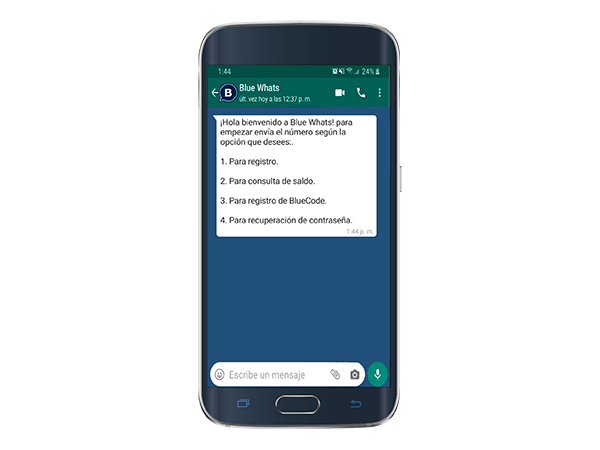 1:44
24%
B
Blue Whats
últ. vez hoy a las 12:37 p. m.
¡Hola bienvenido a Blue Whats! para
empezar envía el número según la
opción que desees:.
1. Para registro.
2. Para consulta de saldo.
3. Para registro de BlueCode.
4. Para recuperación de contraseña.
1:44 p. m.
Escribe un mensaje